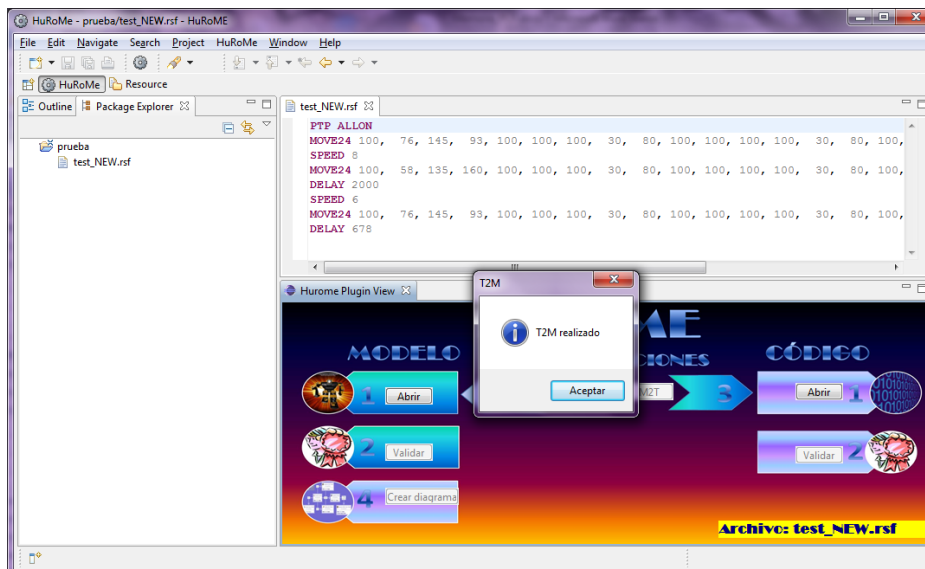 HuRoMe - prueba/test_NEW.rsf - HuRoME
File Edit Navigate Search Project HuRoMe Window Help
HuRoMe Resource
Outline Package Explorer
prueba
test_NEW.rsf
test_NEW.rsf
PTP ALLON
MOVE24 100, 76, 145, 93, 100, 100, 100, 30, 80, 100, 100, 100, 100, 30, 80, 100,
SPEED 8
MOVE24 100, 58, 135, 160, 100, 100, 100, 30, 80, 100, 100, 100, 100, 30, 80, 100,
DELAY 2000
SPEED 6
MOVE24 100, 76, 145, 93, 100, 100, 100, 30, 80, 100, 100, 100, 100, 30, 80, 100,
DELAY 678
Hurome Plugin View
T2M
T2M realizado
Aceptar
ME
MODELO
CIONES
CÓDIGO
1 Abrir
M2T 3
Abrir 1
2 Validar
Validar 2
4 Crear diagrama
Archivo: test_NEW.rsf